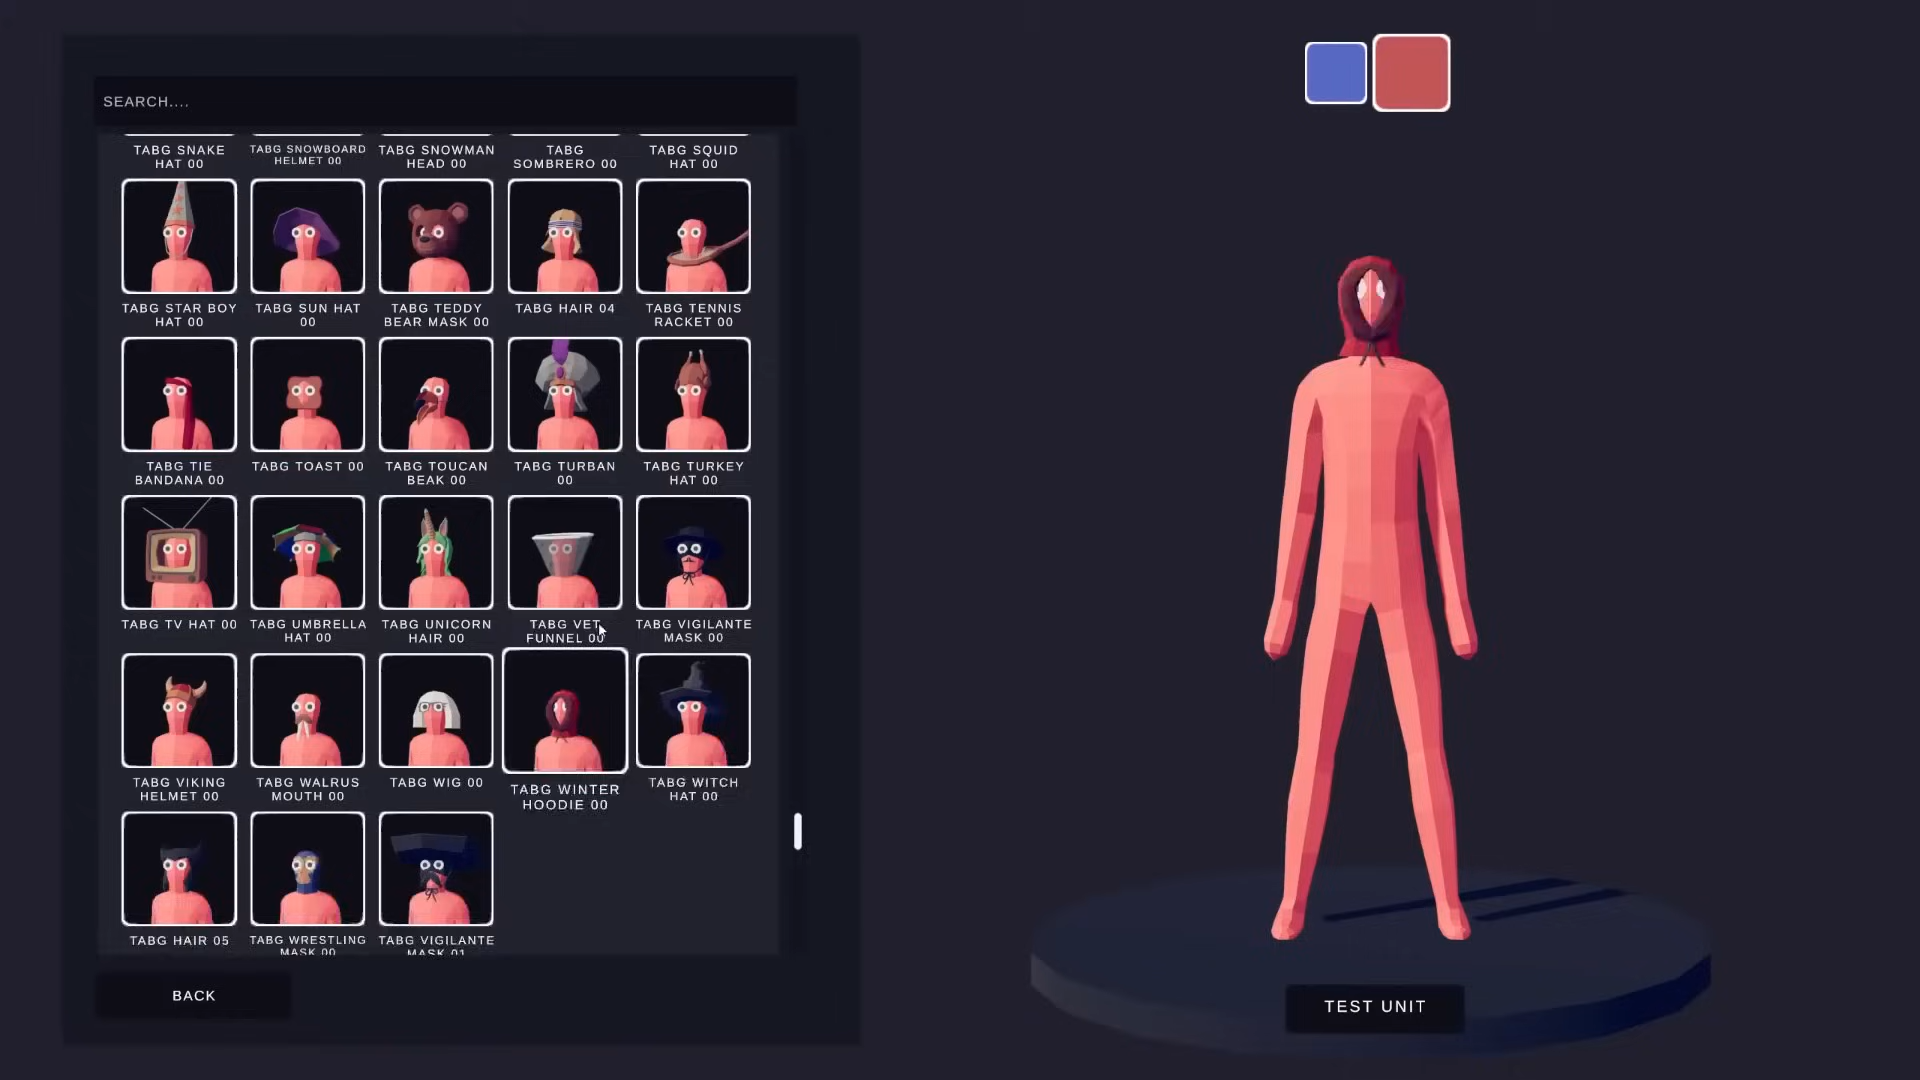 SEARCH....
TABG SNAKE
HAT 00
TABG SNOWBOARD
HELMET 00
TABG SNOWMAN
HEAD 00
TABG
SOMBRERO 00
TABG SQUID
HAT 00
TABG STAR BOY
HAT 00
TABG SUN HAT
00
TABG TEDDY
BEAR MASK 00
TABG HAIR 04
TABG TENNIS
RACKET 00
TABG TIE
BANDANA 00
TABG TOAST 00
TABG TOUCAN
BEAK 00
TABG TURBAN
00
TABG TURKEY
HAT 00
TABG TV HAT 00
TABG UMBRELLA
HAT 00
TABG UNICORN
HAIR 00
TABG VET
FUNNEL 00
TABG VIGILANTE
MASK 00
TABG VIKING
HELMET 00
TABG WALRUS
MOUTH 00
TABG WIG 00
TABG WINTER
HOODIE 00
TABG WITCH
HAT 00
TABG HAIR 05
TABG WRESTLING
MASK 00
TABG VIGILANTE
MASK 01
BACK
TEST UNIT